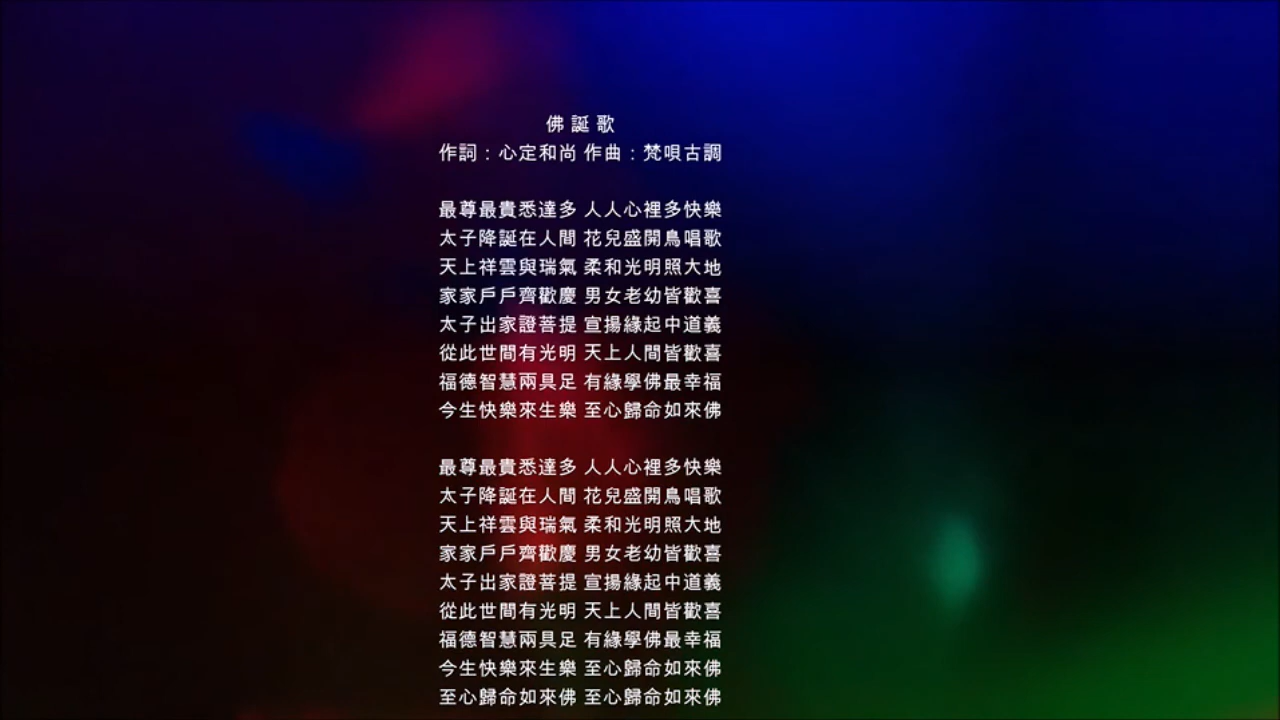 佛 誕 歌
作詞：心定和尚 作曲：梵唄古調
最尊最貴悉達多 人人心裡多快樂
太子降誕在人間 花兒盛開鳥唱歌
天上祥雲與瑞氣 柔和光明照大地
家家戶戶齊歡慶 男女老幼皆歡喜
太子出家證菩提 宣揚緣起中道義
從此世間有光明 天上人間皆歡喜
福德智慧兩具足 有緣學佛最幸福
今生快樂來生樂 至心歸命如來佛
最尊最貴悉達多 人人心裡多快樂
太子降誕在人間 花兒盛開鳥唱歌
天上祥雲與瑞氣 柔和光明照大地
家家戶戶齊歡慶 男女老幼皆歡喜
太子出家證菩提 宣揚緣起中道義
從此世間有光明 天上人間皆歡喜
福德智慧兩具足 有緣學佛最幸福
今生快樂來生樂 至心歸命如來佛
至心歸命如來佛 至心歸命如來佛